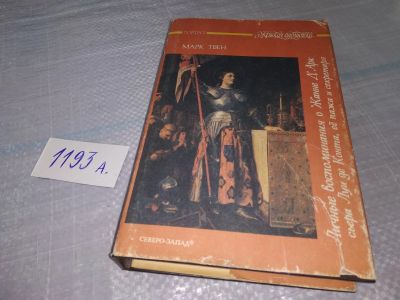 МАРК ТВЕН
Личные воспоминания о Жанне Д'Арк
сьера Луи де Конта, её пажа и секретаря
СЕВЕРО-ЗАПАД
1193 А.